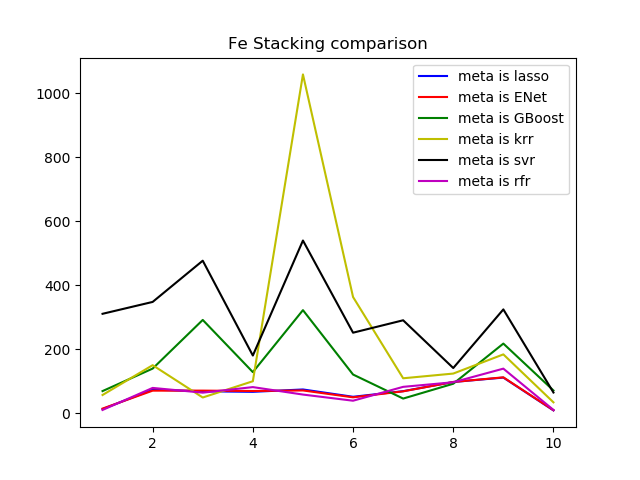 Fe Stacking comparison
meta is lasso
meta is ENet
meta is GBoost
meta is krr
meta is svr
meta is rfr
1000
800
600
400
200
0
2 4 6 8 10